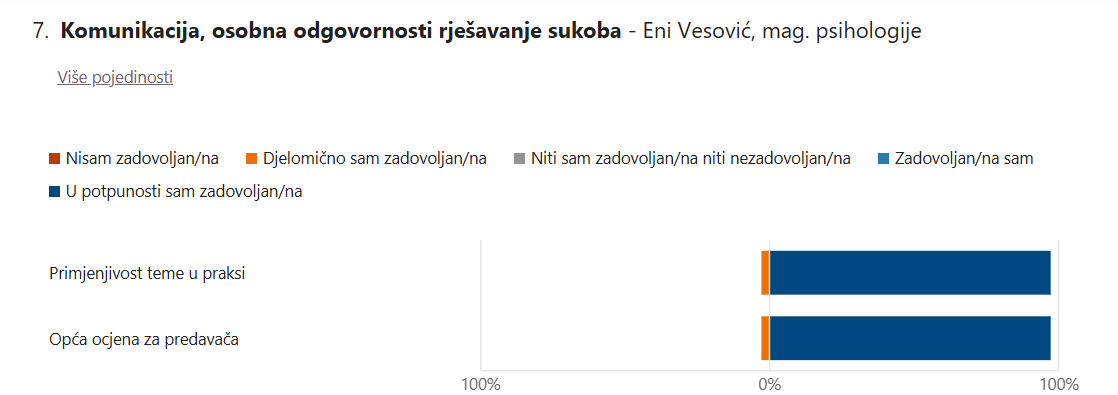 7. Komunikacija, osobna odgovornosti rješavanje sukoba - Eni Vesović, mag. psihologije
Više pojedinosti
Nisam zadovoljan/na Djelomično sam zadovoljan/na Niti sam zadovoljan/na niti nezadovoljan/na Zadovoljan/na sam
U potpunosti sam zadovoljan/na
Primjenjivost teme u praksi
Opća ocjena za predavača
100% 0% 100%